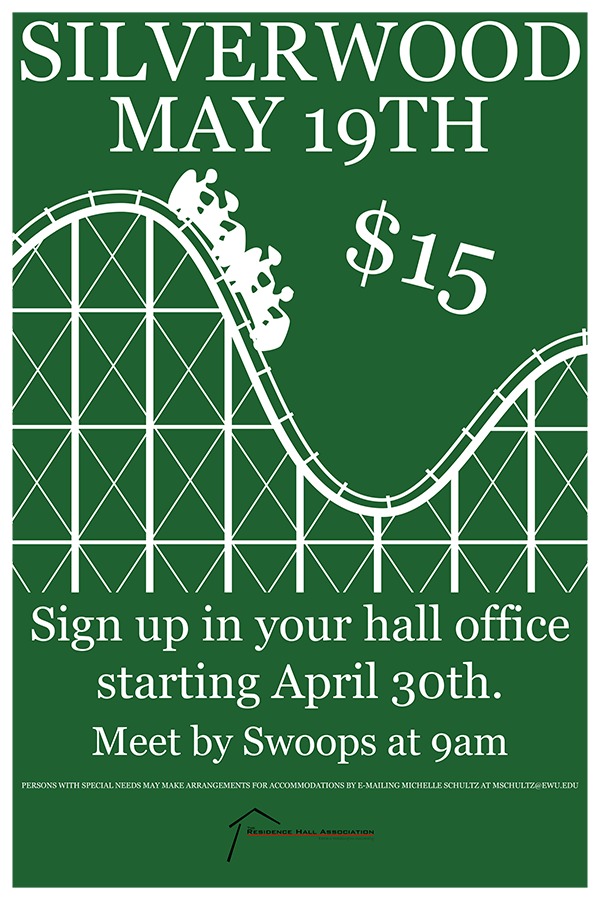 SILVERWOOD
MAY 19TH
$15
Sign up in your hall office
starting April 30th.
Meet by Swoops at 9am
PERSONS WITH SPECIAL NEEDS MAY MAKE ARRANGEMENTS FOR ACCOMMODATIONS BY E-MAILING MICHELLE SCHULTZ AT MSCHULTZ@EWU.EDU
THE
RESIDENCE HALL ASSOCIATION